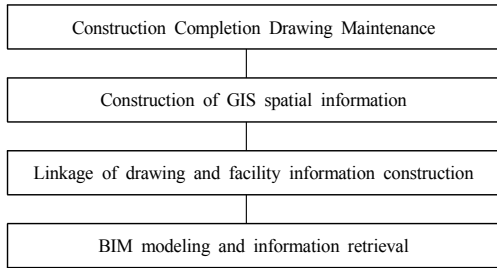 Construction Completion Drawing Maintenance
Construction of GIS spatial information
Linkage of drawing and facility information construction
BIM modeling and information retrieval